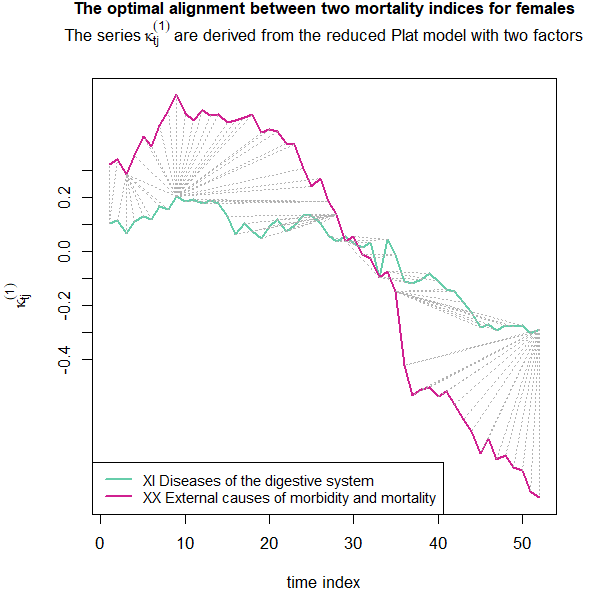 The optimal alignment between two mortality indices for females
The series κtj(1) are derived from the reduced Plat model with two factors
κtj(1)
0.2
0.0
-0.2
-0.4
XI Diseases of the digestive system
XX External causes of morbidity and mortality
0 10 20 30 40 50
time index